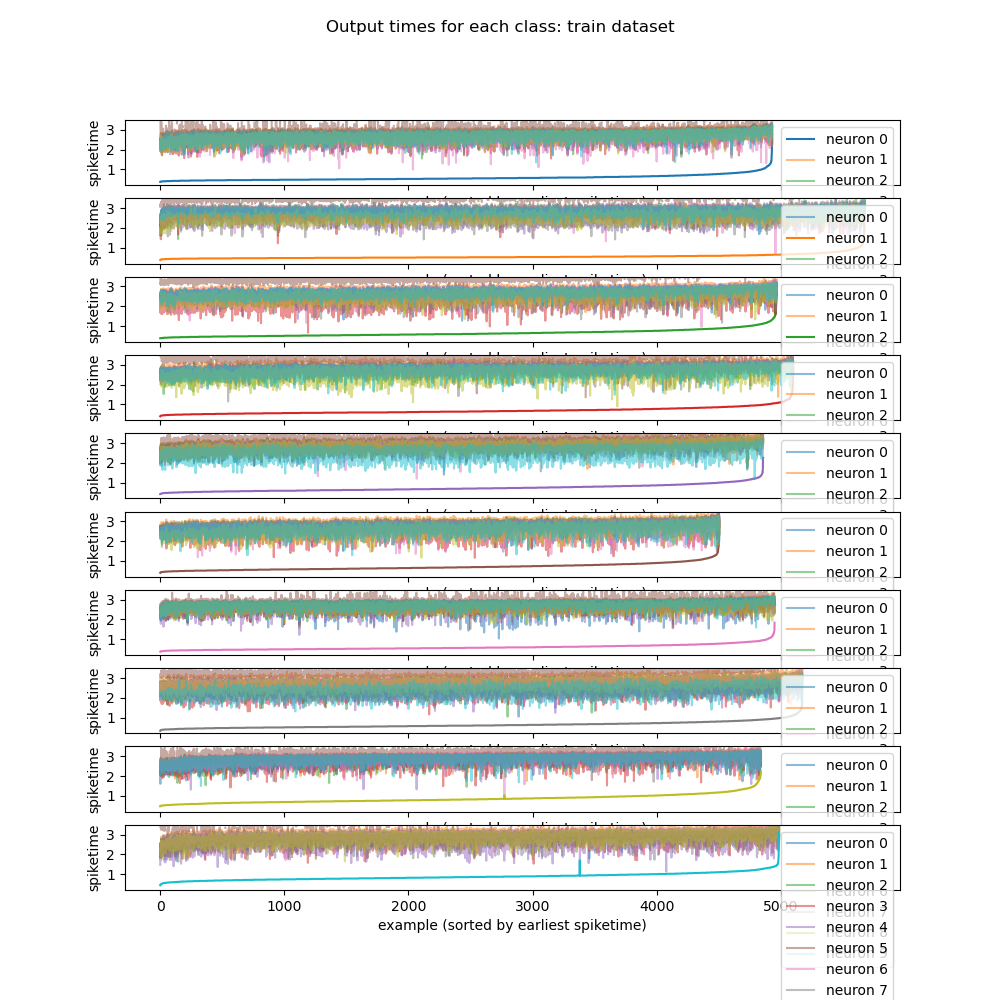 Output times for each class: train dataset
spiketime
3
2
1
neuron 0
neuron 1
neuron 2
spiketime
3
2
1
neuron 0
neuron 1
neuron 2
spiketime
3
2
1
neuron 0
neuron 1
neuron 2
spiketime
3
2
1
neuron 0
neuron 1
neuron 2
spiketime
3
2
1
neuron 0
neuron 1
neuron 2
spiketime
3
2
1
neuron 0
neuron 1
neuron 2
spiketime
3
2
1
neuron 0
neuron 1
neuron 2
spiketime
3
2
1
neuron 0
neuron 1
neuron 2
spiketime
3
2
1
neuron 0
neuron 1
neuron 2
spiketime
3
2
1
neuron 0
neuron 1
neuron 2
neuron 3
neuron 4
neuron 5
neuron 6
neuron 7
0 1000 2000 3000 4000 5000
example (sorted by earliest spiketime)